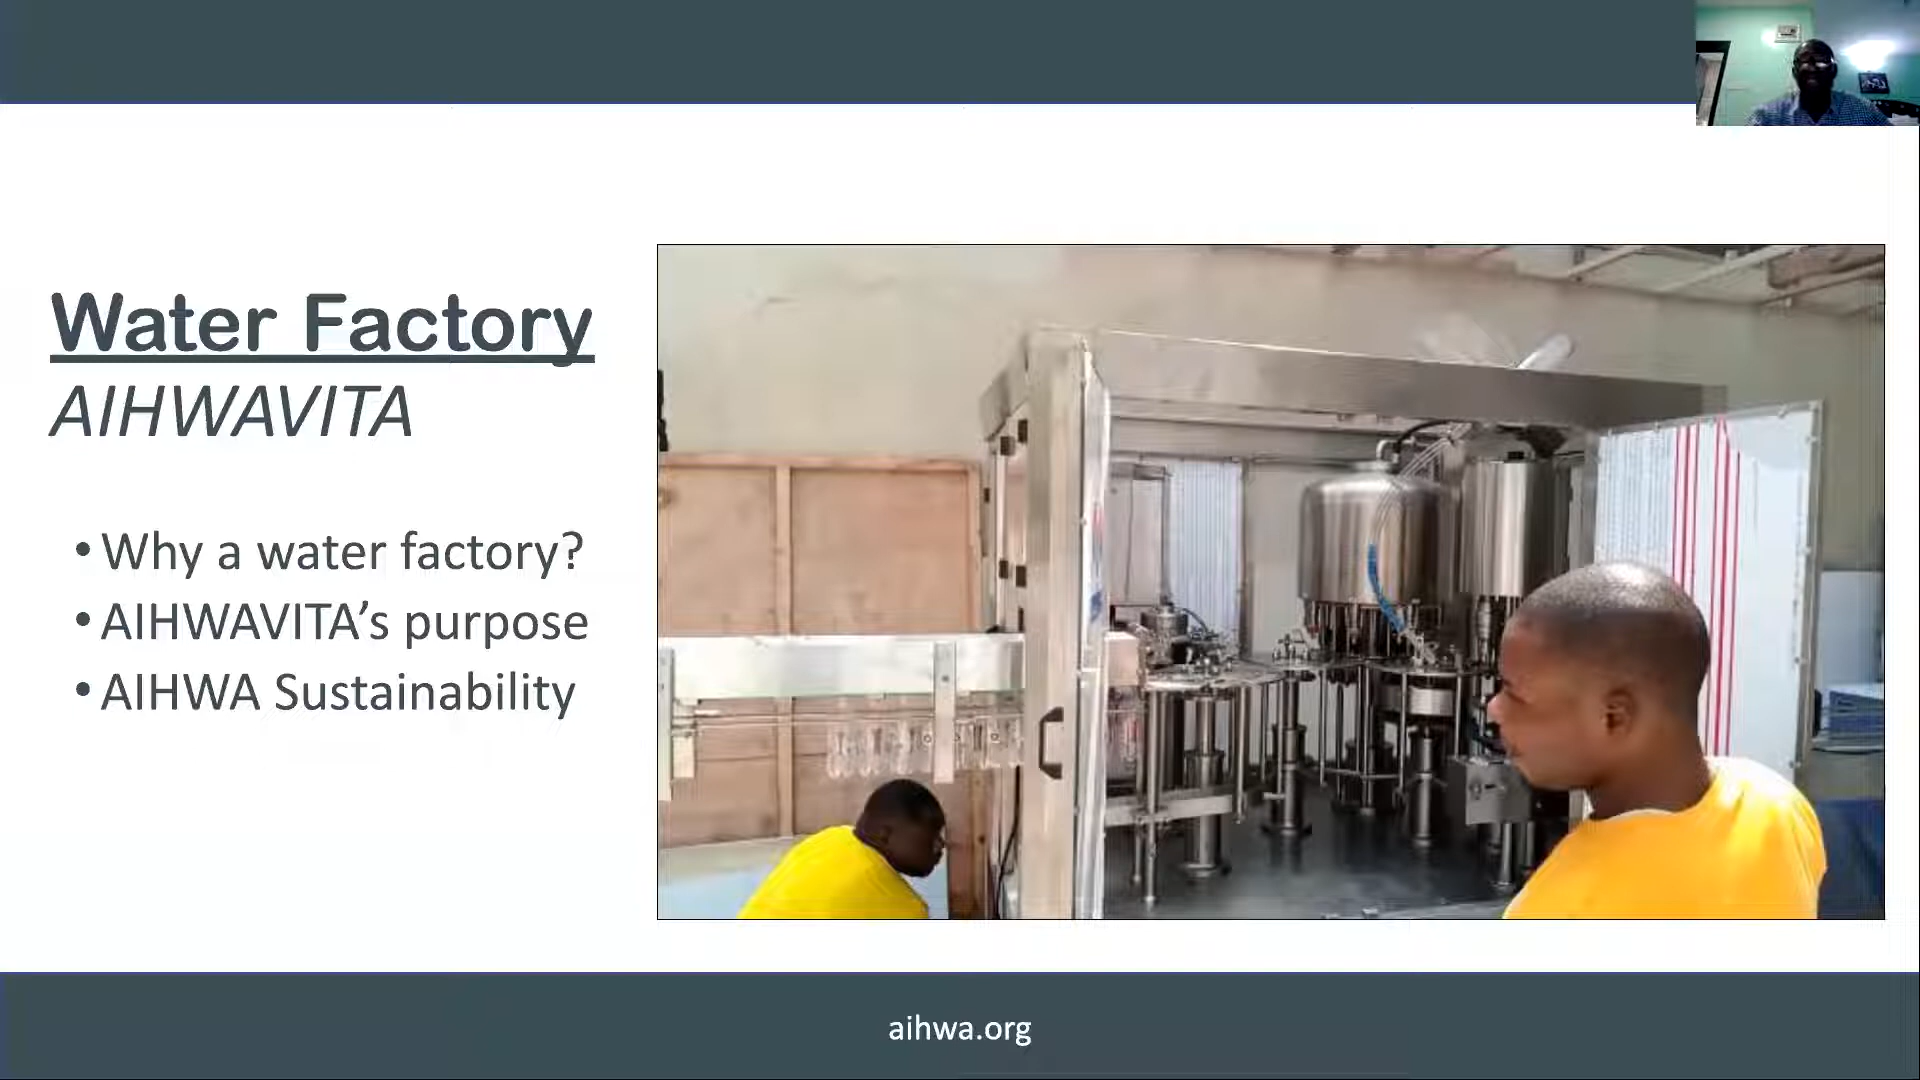 Water Factory
AIHWAVITA
• Why a water factory?
• AIHWAVITA’s purpose
• AIHWA Sustainability
aihwa.org